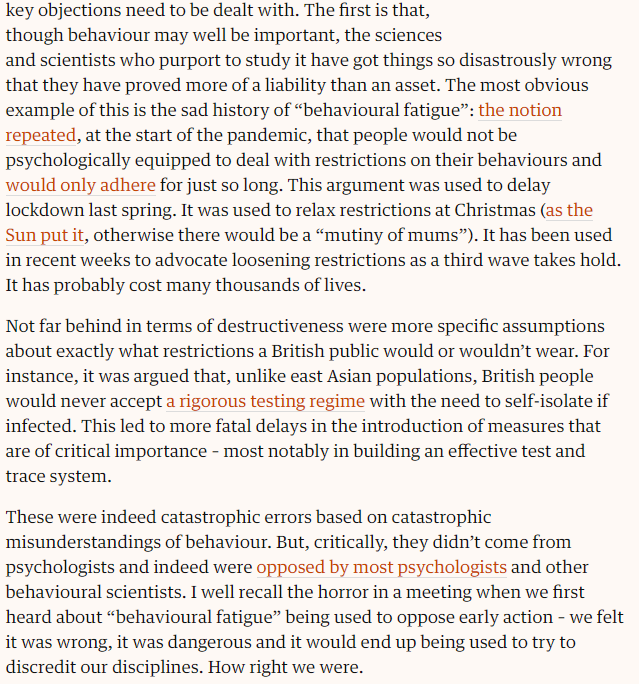 key objections need to be dealt with. The first is that,
though behaviour may well be important, the sciences
and scientists who purport to study it have got things so disastrously wrong
that they have proved more of a liability than an asset. The most obvious
example of this is the sad history of “behavioural fatigue”: the notion
repeated, at the start of the pandemic, that people would not be
psychologically equipped to deal with restrictions on their behaviours and
would only adhere for just so long. This argument was used to delay
lockdown last spring. It was used to relax restrictions at Christmas (as the
Sun put it, otherwise there would be a “mutiny of mums”). It has been used
in recent weeks to advocate loosening restrictions as a third wave takes hold.
It has probably cost many thousands of lives.
Not far behind in terms of destructiveness were more specific assumptions
about exactly what restrictions a British public would or wouldn’t wear. For
instance, it was argued that, unlike east Asian populations, British people
would never accept a rigorous testing regime with the need to self-isolate if
infected. This led to more fatal delays in the introduction of measures that
are of critical importance – most notably in building an effective test and
trace system.
These were indeed catastrophic errors based on catastrophic
misunderstandings of behaviour. But, critically, they didn’t come from
psychologists and indeed were opposed by most psychologists and other
behavioural scientists. I well recall the horror in a meeting when we first
heard about “behavioural fatigue” being used to oppose early action – we felt
it was wrong, it was dangerous and it would end up being used to try to
discredit our disciplines. How right we were.